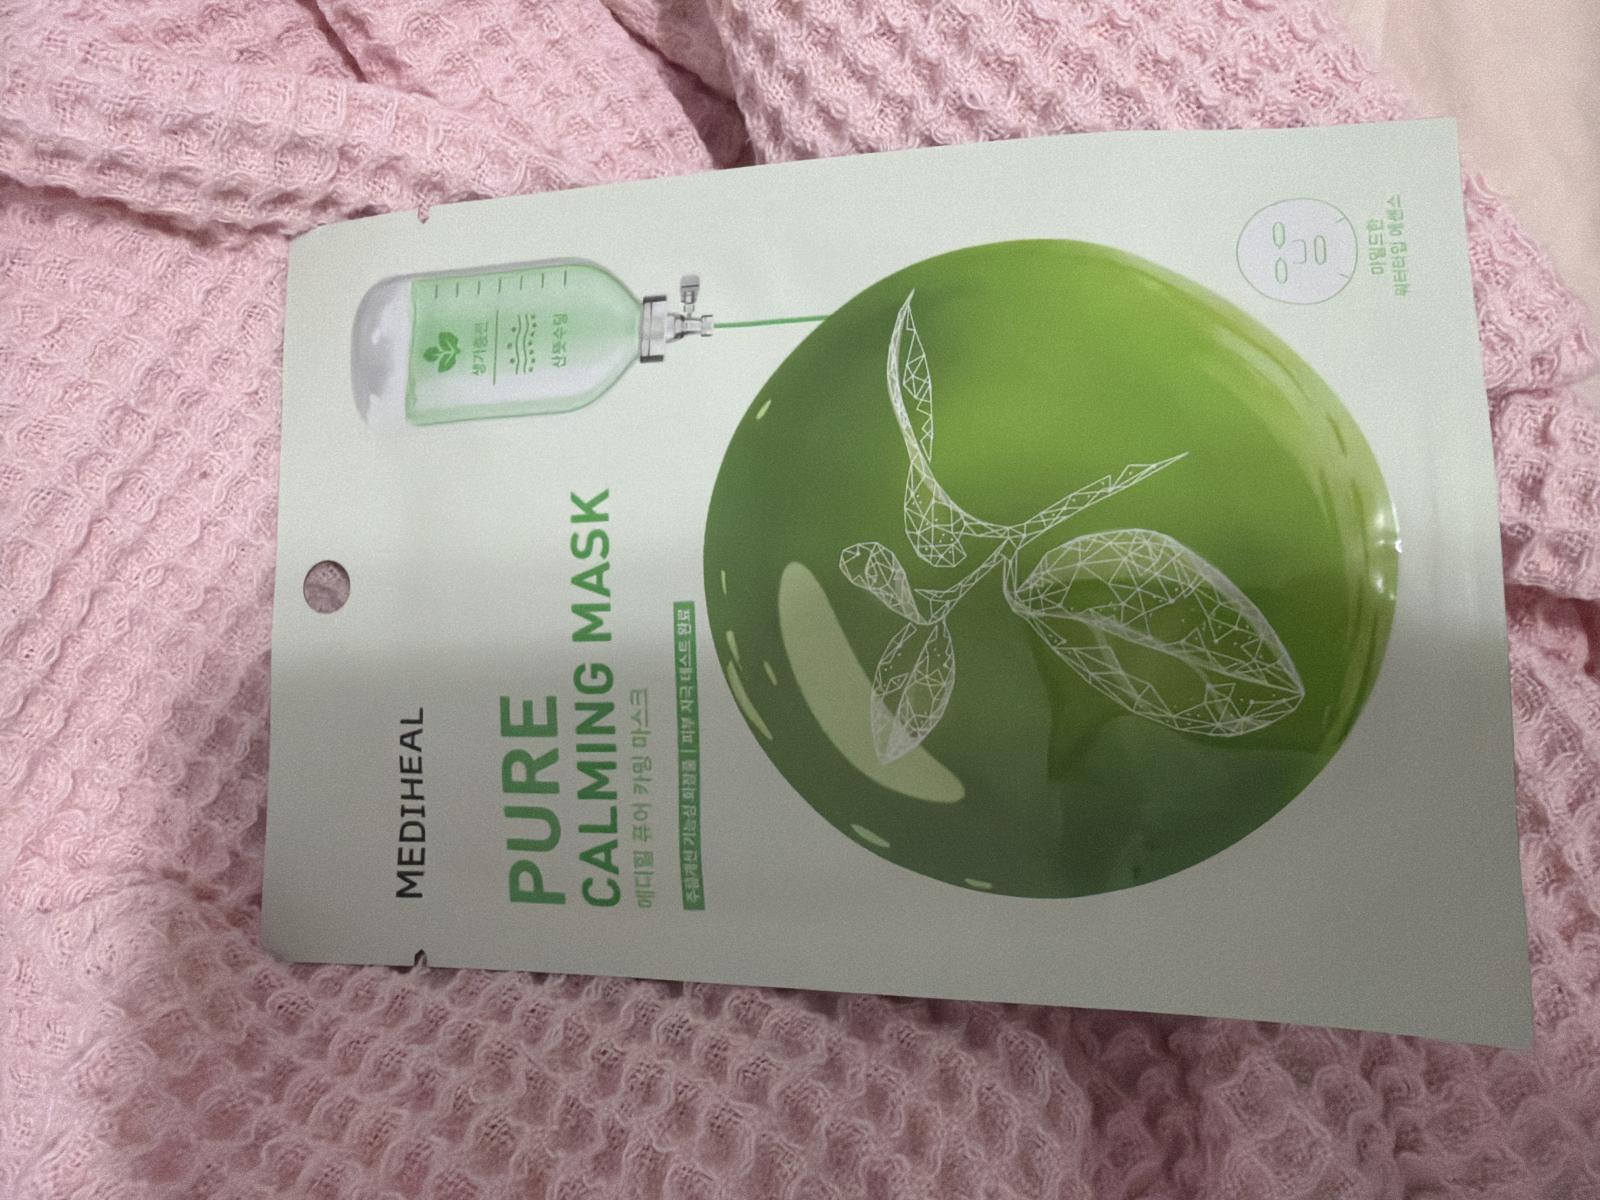 MEDIHEAL
생기충전
산뜻수딩
PURE
CALMING MASK
메디힐 퓨어 카밍 마스크
주름개선 기능성 화장품 | 피부 자극 테스트 완료
마일드한
워터타입 에센스